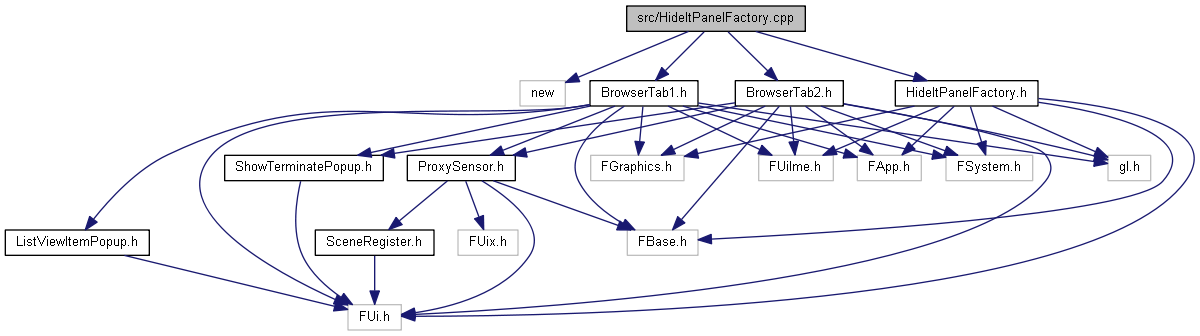 src/HideItPanelFactory.cpp
new
BrowserTab1.h
BrowserTab2.h
HideItPanelFactory.h
ShowTerminatePopup.h
ProxySensor.h
FGraphics.h
FUiIme.h
FApp.h
FSystem.h
gl.h
ListViewItemPopup.h
SceneRegister.h
FUix.h
FBase.h
FUi.h